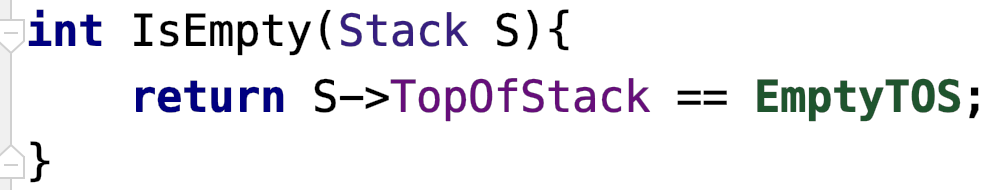 int IsEmpty(Stack S){
    return S->TopOfStack == EmptyTOS;
}